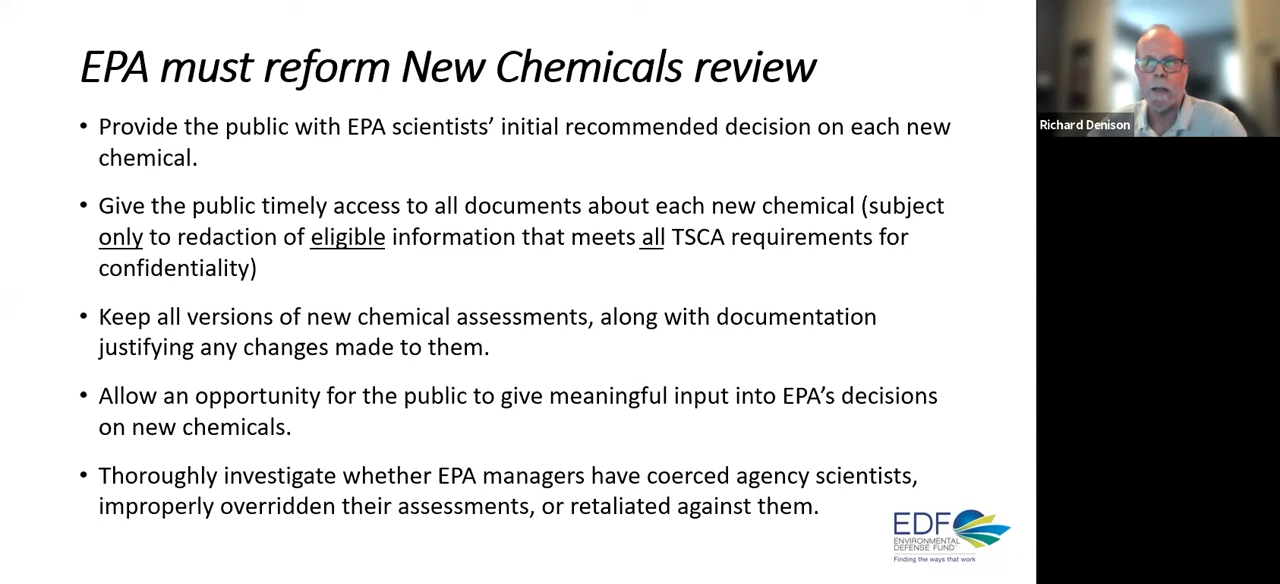 EPA must reform New Chemicals review
• Provide the public with EPA scientists’ initial recommended decision on each new
chemical.
• Give the public timely access to all documents about each new chemical (subject
only to redaction of eligible information that meets all TSCA requirements for
confidentiality)
• Keep all versions of new chemical assessments, along with documentation
justifying any changes made to them.
• Allow an opportunity for the public to give meaningful input into EPA’s decisions
on new chemicals.
• Thoroughly investigate whether EPA managers have coerced agency scientists,
improperly overridden their assessments, or retaliated against them.
EDF
ENVIRONMENTAL
DEFENSE FUND
Finding the ways that work
Richard Denison